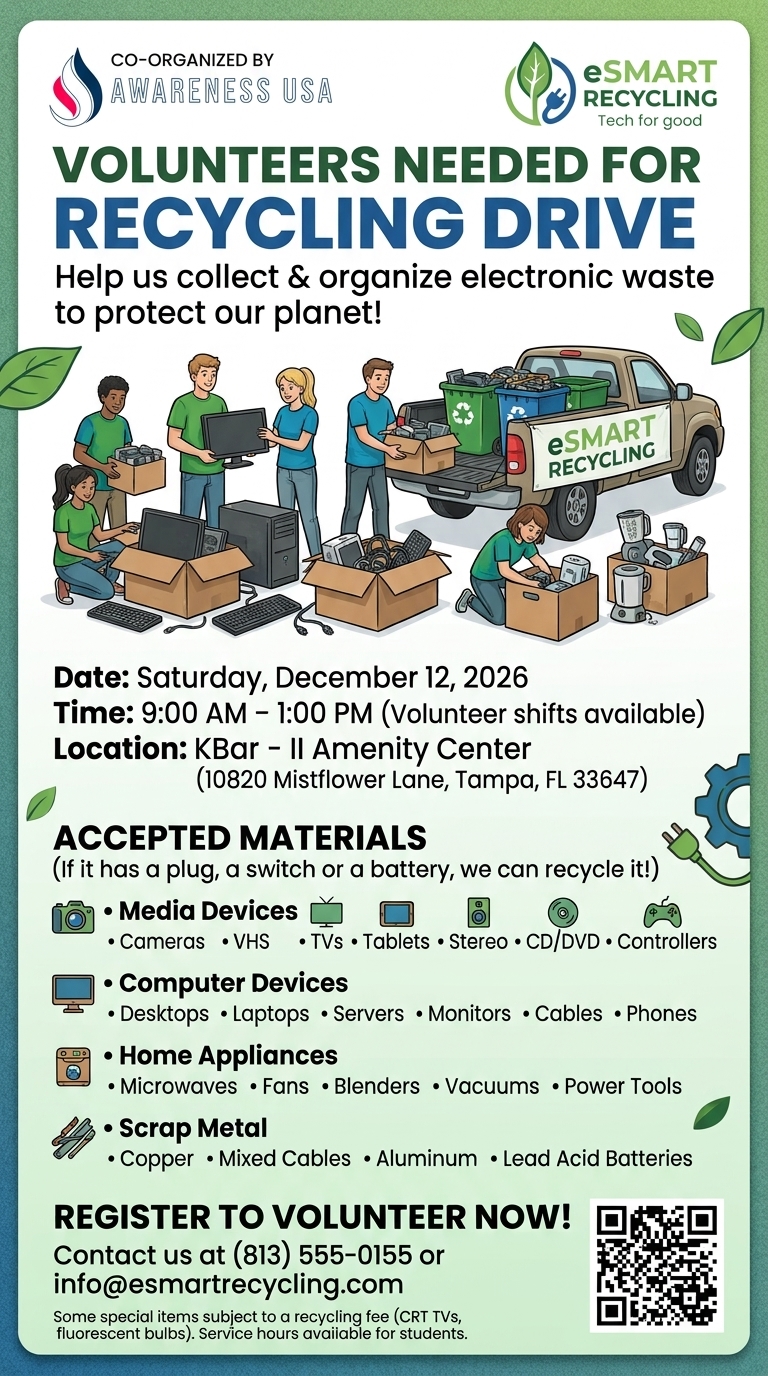 CO-ORGANIZED BY
AWARENESS USA
eSMART
RECYCLING
Tech for good
VOLUNTEERS NEEDED FOR
RECYCLING DRIVE
Help us collect & organize electronic waste
to protect our planet!
eSMART
RECYCLING
Date: Saturday, December 12, 2026
Time: 9:00 AM – 1:00 PM (Volunteer shifts available)
Location: KBar - II Amenity Center
(10820 Mistflower Lane, Tampa, FL 33647)
ACCEPTED MATERIALS
(If it has a plug, a switch or a battery, we can recycle it!)
• Media Devices
• Cameras • VHS • TVs • Tablets • Stereo • CD/DVD • Controllers
• Computer Devices
• Desktops • Laptops • Servers • Monitors • Cables • Phones
• Home Appliances
• Microwaves • Fans • Blenders • Vacuums • Power Tools
• Scrap Metal
• Copper • Mixed Cables • Aluminum • Lead Acid Batteries
REGISTER TO VOLUNTEER NOW!
Contact us at (813) 555-0155 or
info@esmartrecycling.com
Some special items subject to a recycling fee (CRT TVs,
fluorescent bulbs). Service hours available for students.